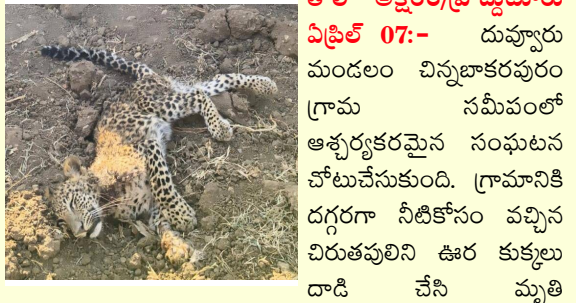 ఏప్రిల్ 07:- దువ్వూరు
మండలం చిన్నబాకరపురం
గ్రామ సమీపంలో
ఆశ్చర్యకరమైన సంఘటన
చోటుచేసుకుంది. గ్రామానికి
దగ్గరగా నీటికోసం వచ్చిన
చిరుతపులిని ఊర కుక్కలు
దాడి చేసి మృతి